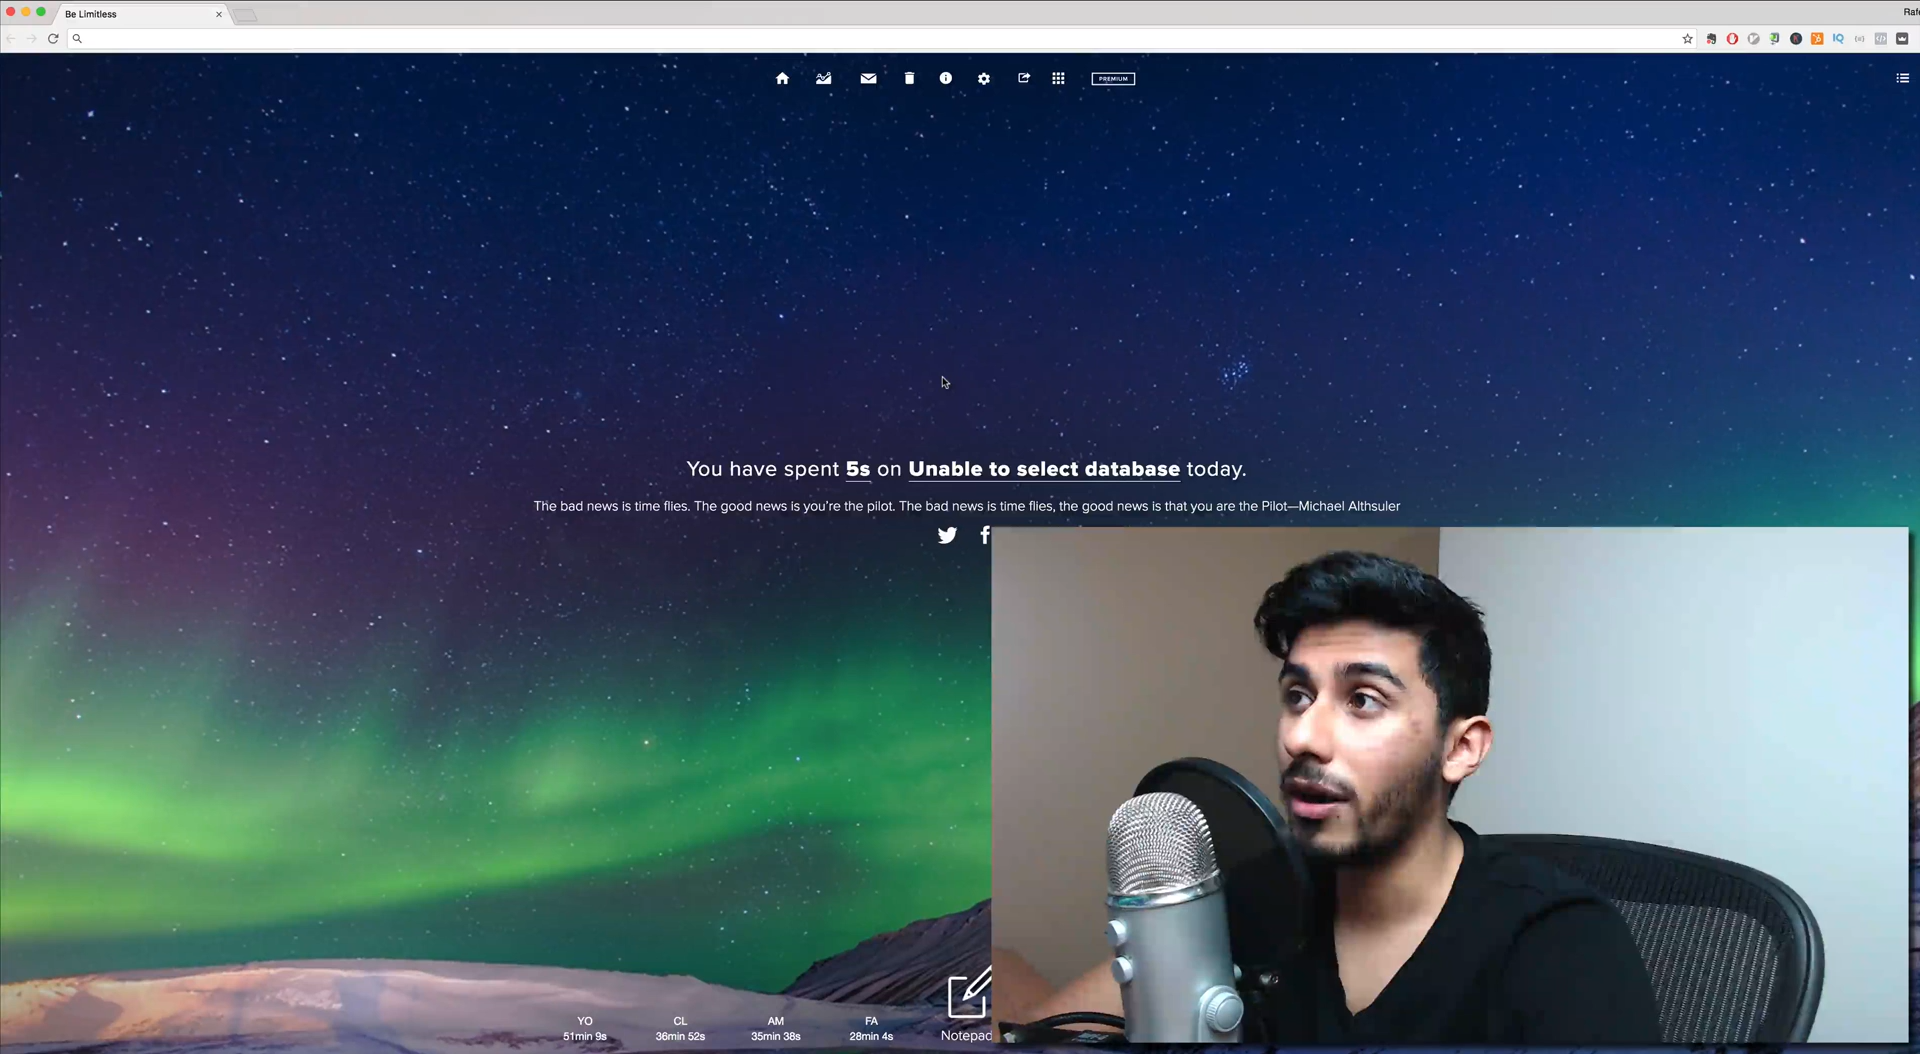 Be Limitless
Rafe
PREMIUM
You have spent 5s on Unable to select database today.
The bad news is time flies. The good news is you're the pilot. The bad news is time flies, the good news is that you are the Pilot—Michael Althsuler
YO
51min 9s
CL
36min 52s
AM
35min 38s
FA
28min 4s
Notepad